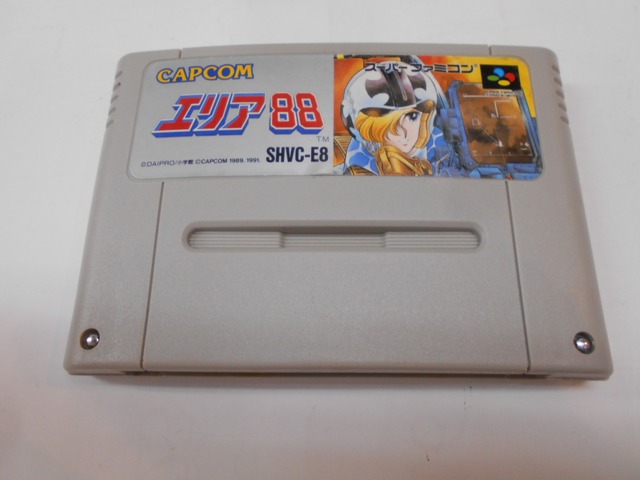 CAPCOM
スーパーファミコン
エリア88
TM
SHVC-E8
©DAIPRO/小学館 ©CAPCOM 1989, 1991.